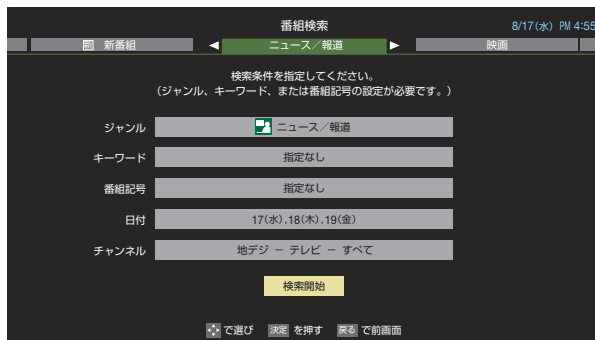 番組検索
8/17(水) PM 4:55
新 新番組
ニュース／報道
映画
検索条件を指定してください。
(ジャンル、キーワード、または番組記号の設定が必要です。)
ジャンル ニュース／報道
キーワード 指定なし
番組記号 指定なし
日付 17(水).18(木).19(金)
チャンネル 地デジ － テレビ － すべて
検索開始
で選び 決定 を押す 戻る で前画面